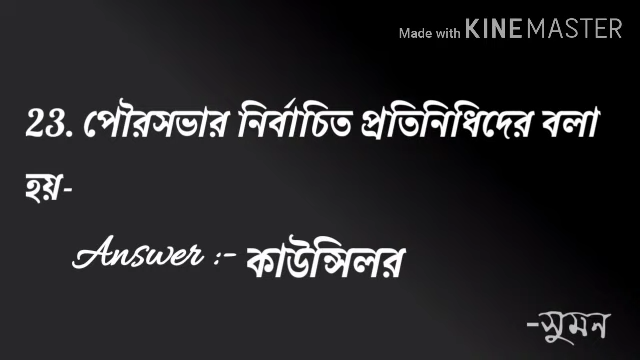 Made with KINEMASTER
23. পৌরসভার নির্বাচিত প্রতিনিধিদের বলা
হয়-
Answer :- কাউন্সিলর
-সুমন